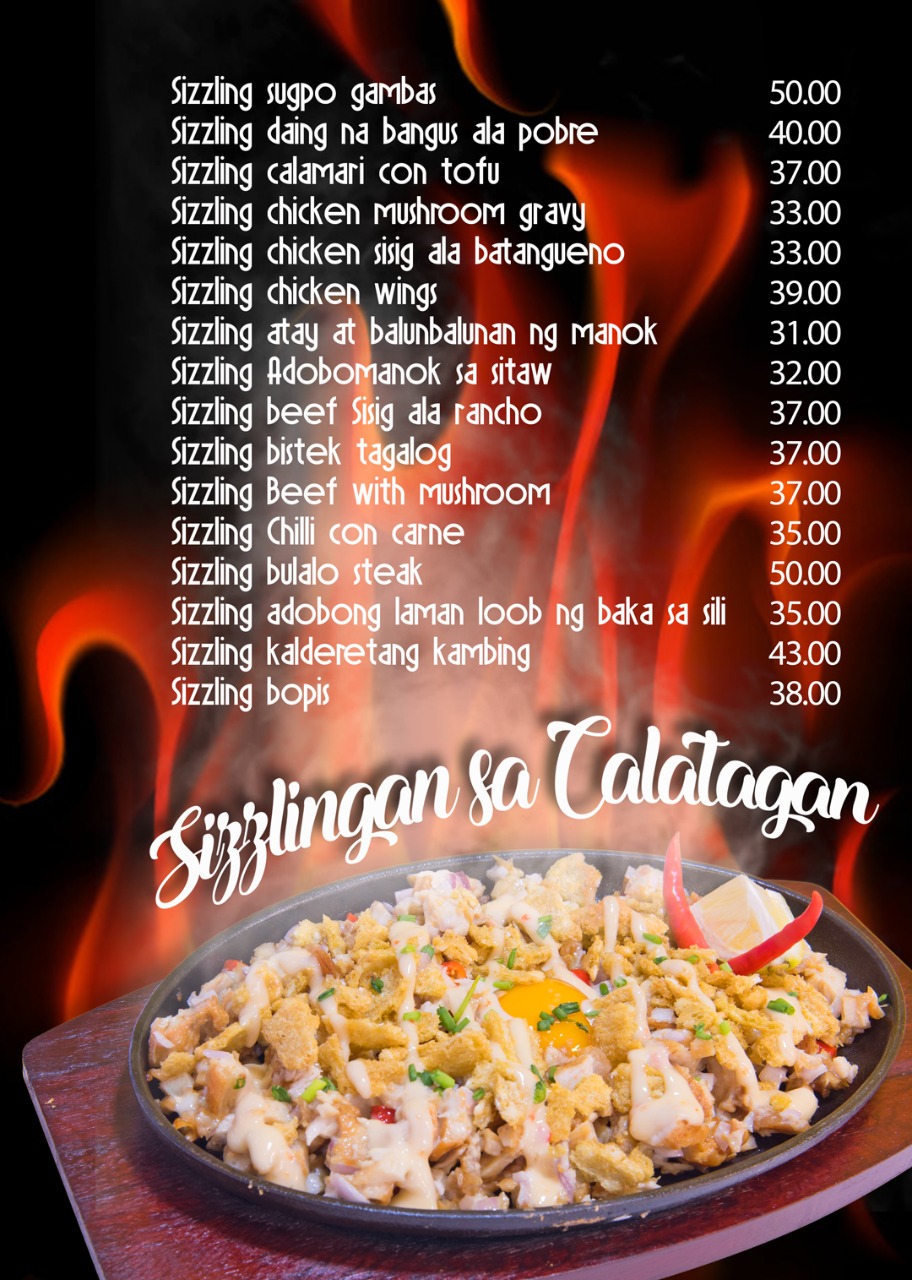 Sizzling sugpo gambas 50.00
Sizzling daing na bangus ala pobre 40.00
Sizzling calamari con tofu 37.00
Sizzling chicken mushroom gravy 33.00
Sizzling chicken sisig ala batangueno 33.00
Sizzling chicken wings 39.00
Sizzling atay at balunbalunan ng manok 31.00
Sizzling Adobomanok sa sitaw 32.00
Sizzling beef Sisig ala rancho 37.00
Sizzling bistek tagalog 37.00
Sizzling Beef with mushroom 37.00
Sizzling Chilli con carne 35.00
Sizzling bulalo steak 50.00
Sizzling adobong laman loob ng baka sa sili 35.00
Sizzling kalderetang kambing 43.00
Sizzling bopis 38.00
Sizzlingan sa Calatagan